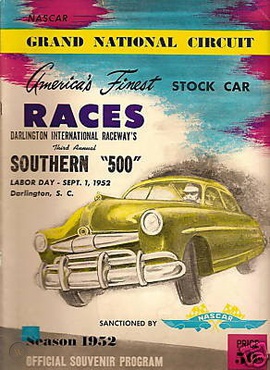 NASCAR
GRAND NATIONAL CIRCUIT
America's Finest STOCK CAR
RACES
DARLINGTON INTERNATIONAL RACEWAY'S
Third Annual
SOUTHERN "500"
LABOR DAY - SEPT. 1, 1952
Darlington, S. C.
SANCTIONED BY NASCAR
Season 1952
OFFICIAL SOUVENIR PROGRAM
PRICE
50¢